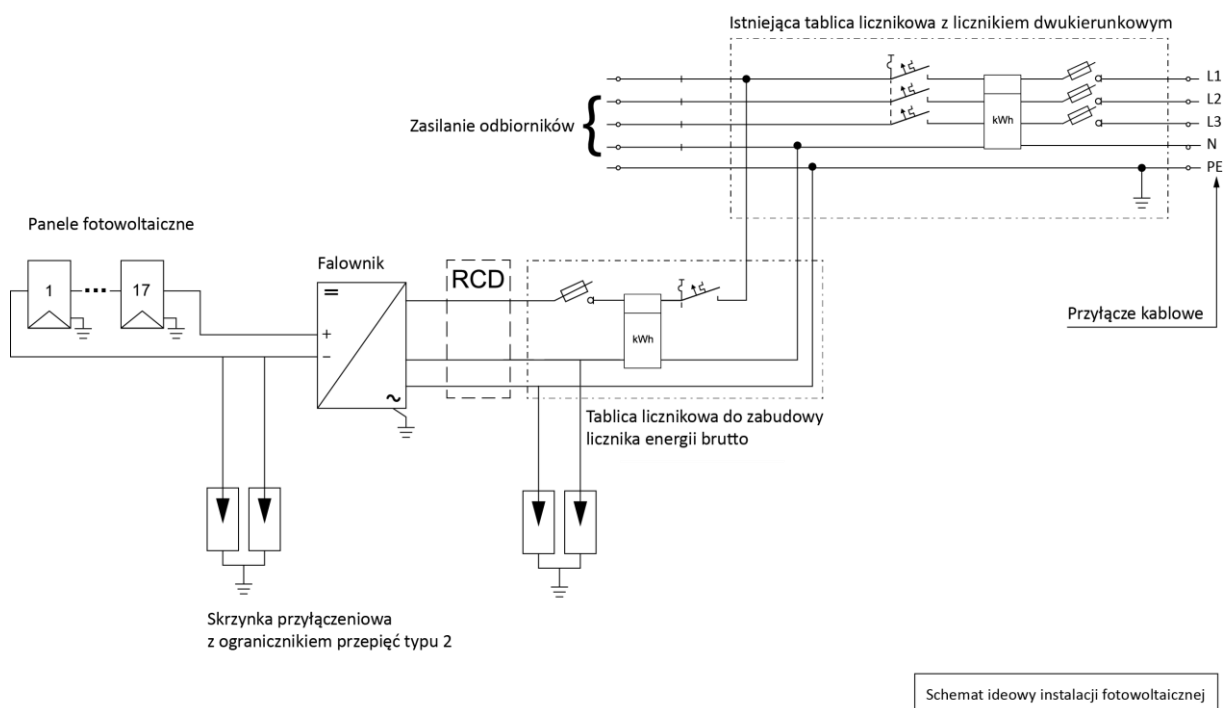 Istniejąca tablica licznikowa z licznikiem dwukierunkowym
L1
L2
Zasilanie odbiorników
kWh
L3
N
PE
Panele fotowoltaiczne
Falownik
RCD
1
17
Przyłącze kablowe
kWh
Tablica licznikowa do zabudowy
licznika energii brutto
Skrzynka przyłączeniowa
z ogranicznikiem przepięć typu 2
Schemat ideowy instalacji fotowoltaicznej